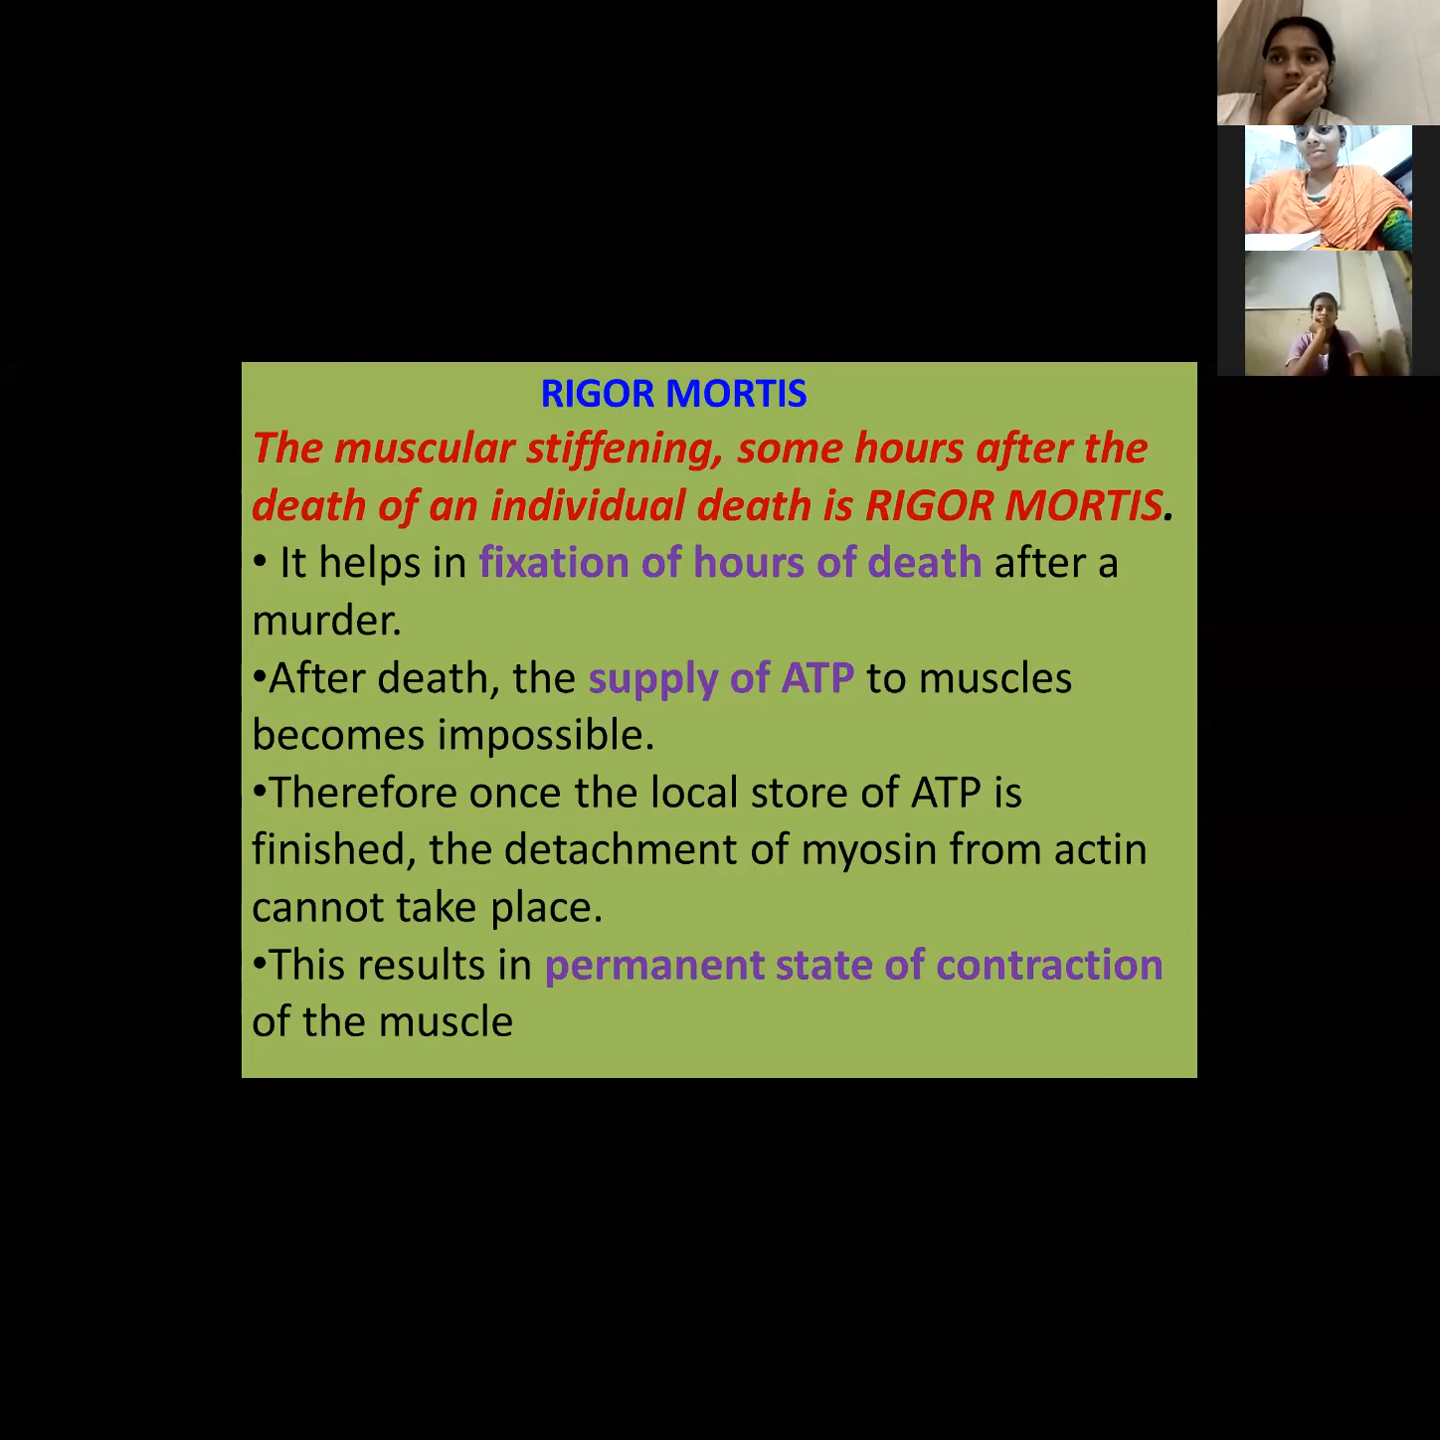 RIGOR MORTIS
The muscular stiffening, some hours after the
death of an individual death is RIGOR MORTIS.
• It helps in fixation of hours of death after a
murder.
•After death, the supply of ATP to muscles
becomes impossible.
•Therefore once the local store of ATP is
finished, the detachment of myosin from actin
cannot take place.
•This results in permanent state of contraction
of the muscle